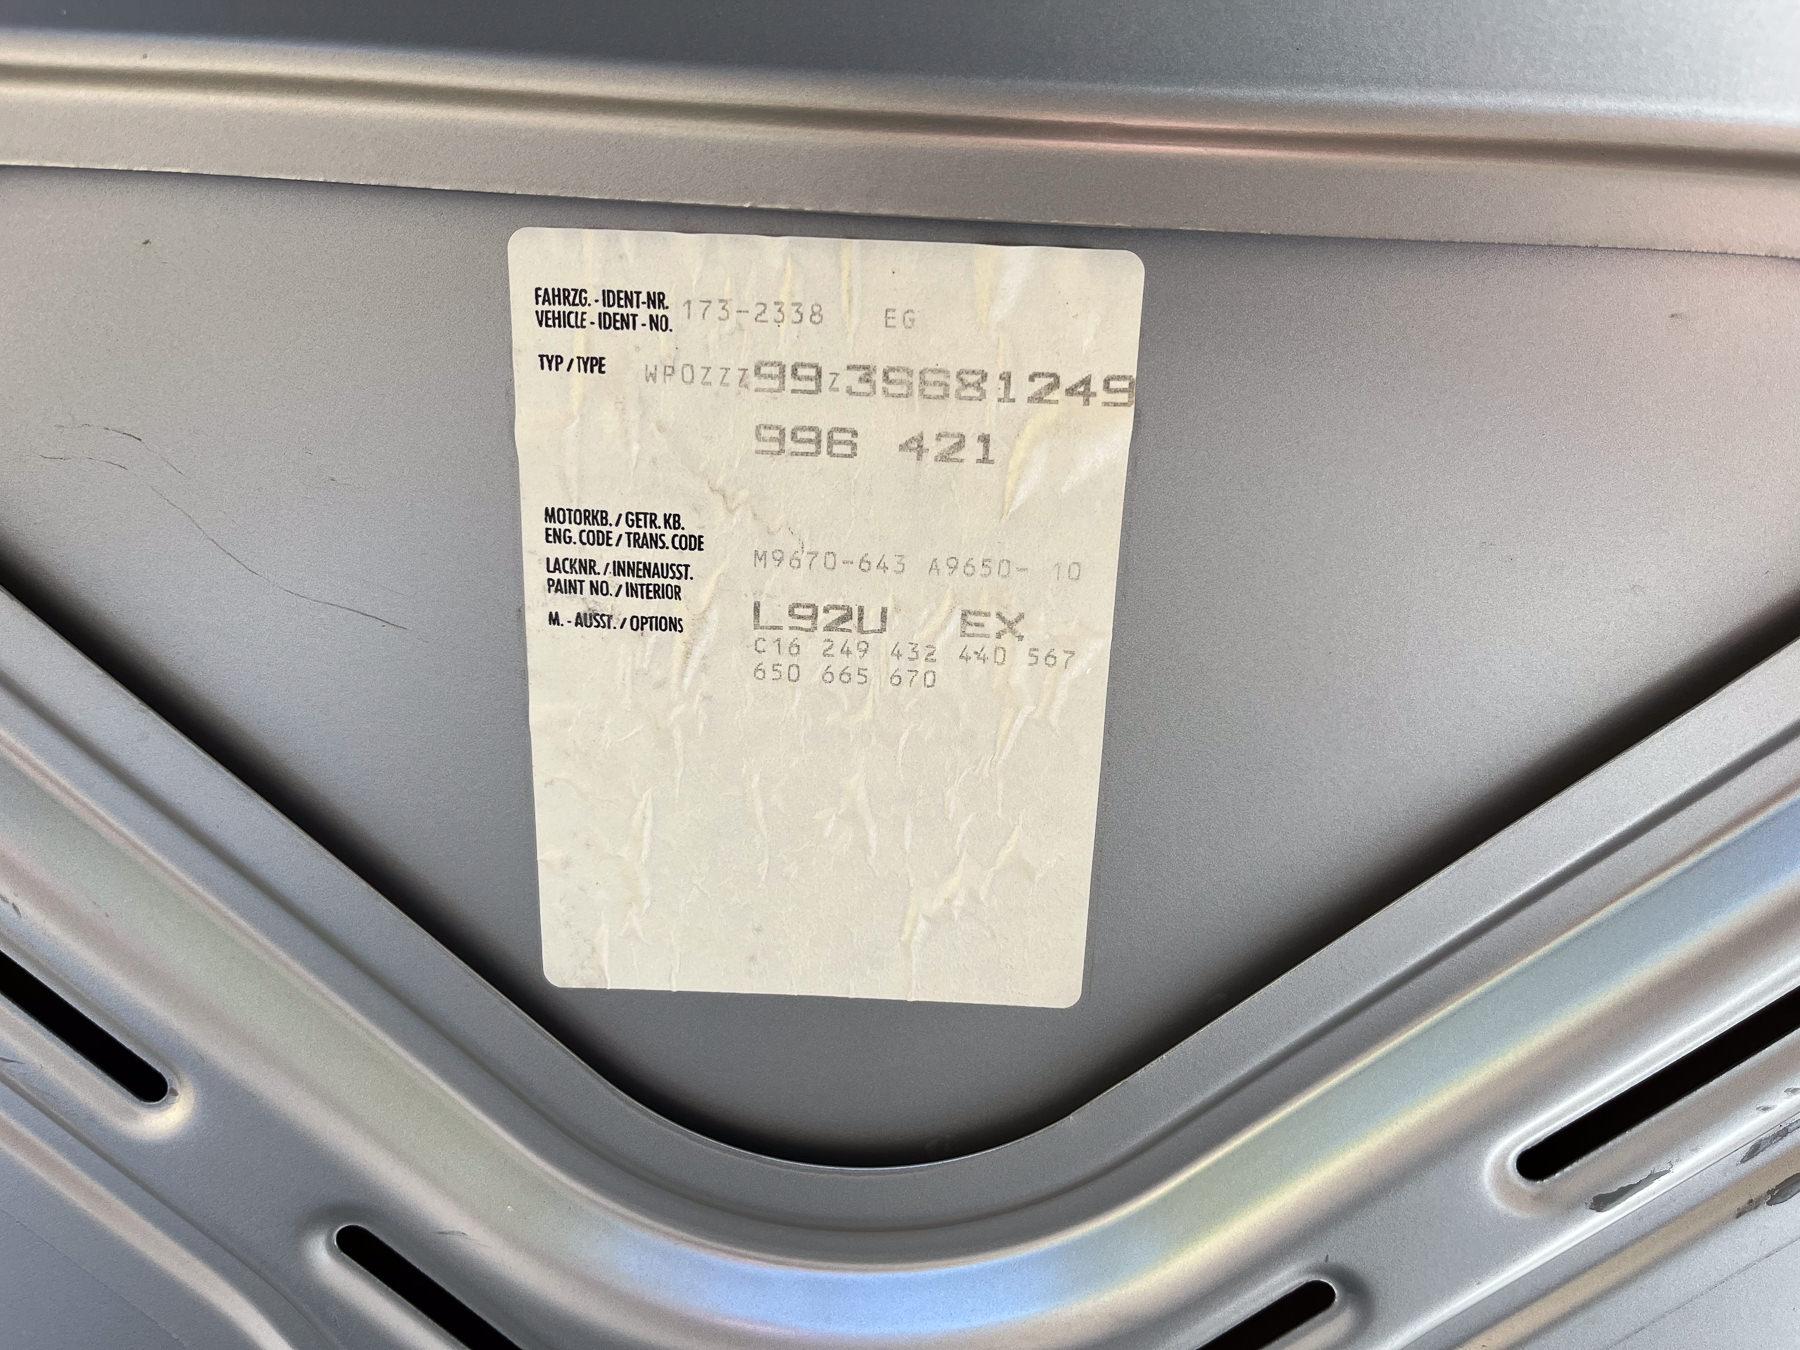 FAHRZG. - IDENT-NR.
VEHICLE - IDENT - NO. 173-2338 EG
TYP / TYPE WP0ZZZ99Z3S681249
996 421
MOTORKB. / GETR. KB.
ENG. CODE / TRANS. CODE M9670-643 A9650- 10
LACKNR. / INNENAUSST.
PAINT NO. / INTERIOR L92U EX
M. - AUSST. / OPTIONS C16 249 432 440 567
650 665 670